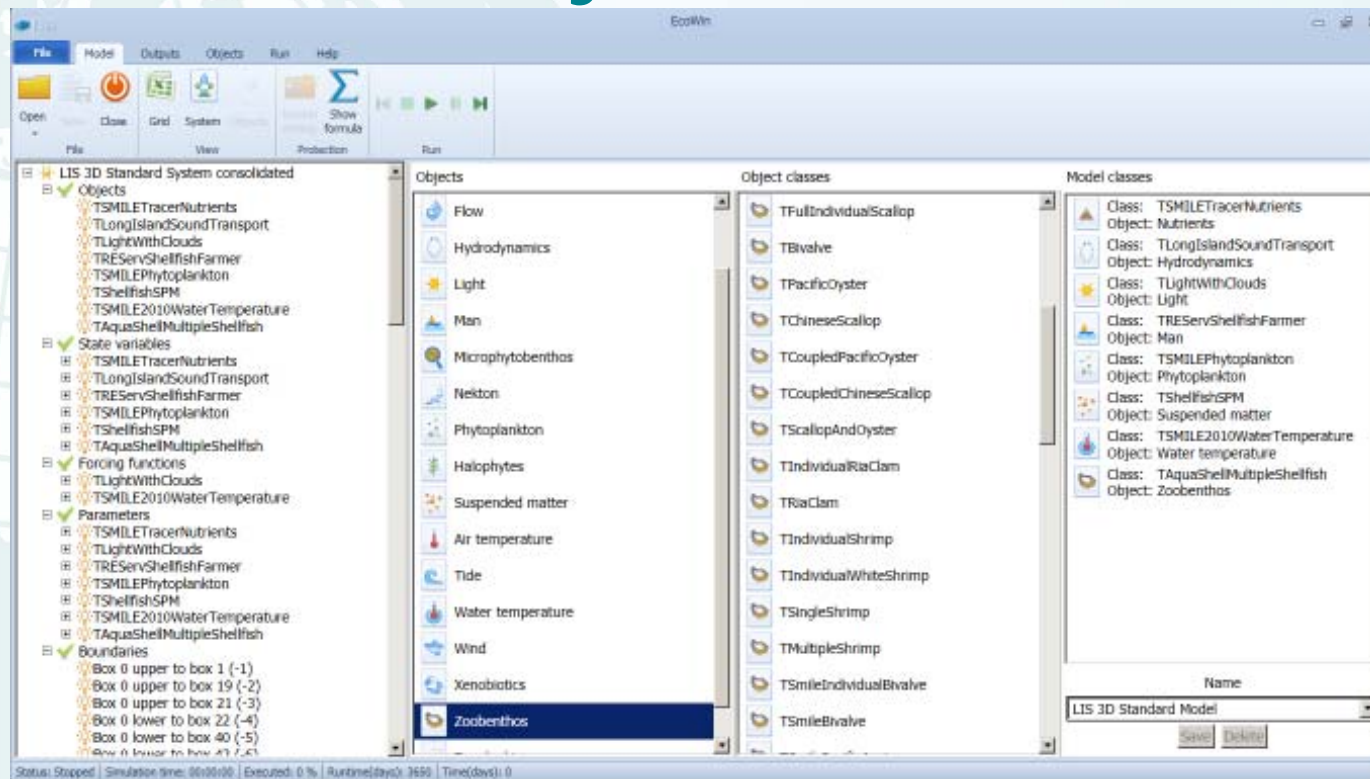 EcoWin
File Model Outputs Objects Run Help
Open Close Grid System Show formula
File View Protection Run
LIS 3D Standard System consolidated
Objects
TSMILETracerNutrients
TLongIslandSoundTransport
TLightWithClouds
TREServShellfishFarmer
TSMILEPhytoplankton
TShellfishSPM
TSMILE2010WaterTemperature
TAquaShellMultipleShellfish
State variables
TSMILETracerNutrients
TLongIslandSoundTransport
TREServShellfishFarmer
TSMILEPhytoplankton
TShellfishSPM
TAquaShellMultipleShellfish
Forcing functions
TLightWithClouds
TSMILE2010WaterTemperature
Parameters
TSMILETracerNutrients
TLightWithClouds
TREServShellfishFarmer
TSMILEPhytoplankton
TShellfishSPM
TSMILE2010WaterTemperature
TAquaShellMultipleShellfish
Boundaries
Box 0 upper to box 1 (-1)
Box 0 upper to box 19 (-2)
Box 0 upper to box 21 (-3)
Box 0 lower to box 22 (-4)
Box 0 lower to box 40 (-5)
Box 0 lower to box 42 (-6)
Objects
Flow
Hydrodynamics
Light
Man
Microphytobenthos
Nekton
Phytoplankton
Halophytes
Suspended matter
Air temperature
Tide
Water temperature
Wind
Xenobiotics
Zoobenthos
Object classes
TFullIndividualScallop
TBivalve
TPacificOyster
TChineseScallop
TCoupledPacificOyster
TCoupledChineseScallop
TScallopAndOyster
TIndividualRiaClam
TRiaClam
TIndividualShrimp
TIndividualWhiteShrimp
TSingleShrimp
TMultipleShrimp
TSmileIndividualBivalve
TSmileBivalve
Model classes
Class: TSMILETracerNutrients
Object: Nutrients
Class: TLongIslandSoundTransport
Object: Hydrodynamics
Class: TLightWithClouds
Object: Light
Class: TREServShellfishFarmer
Object: Man
Class: TSMILEPhytoplankton
Object: Phytoplankton
Class: TShellfishSPM
Object: Suspended matter
Class: TSMILE2010WaterTemperature
Object: Water temperature
Class: TAquaShellMultipleShellfish
Object: Zoobenthos
Name
LIS 3D Standard Model
Save Delete
Status: Stopped Simulation time: 00:00:00 Executed: 0 % Runtime(days): 3650 Time(days): 0